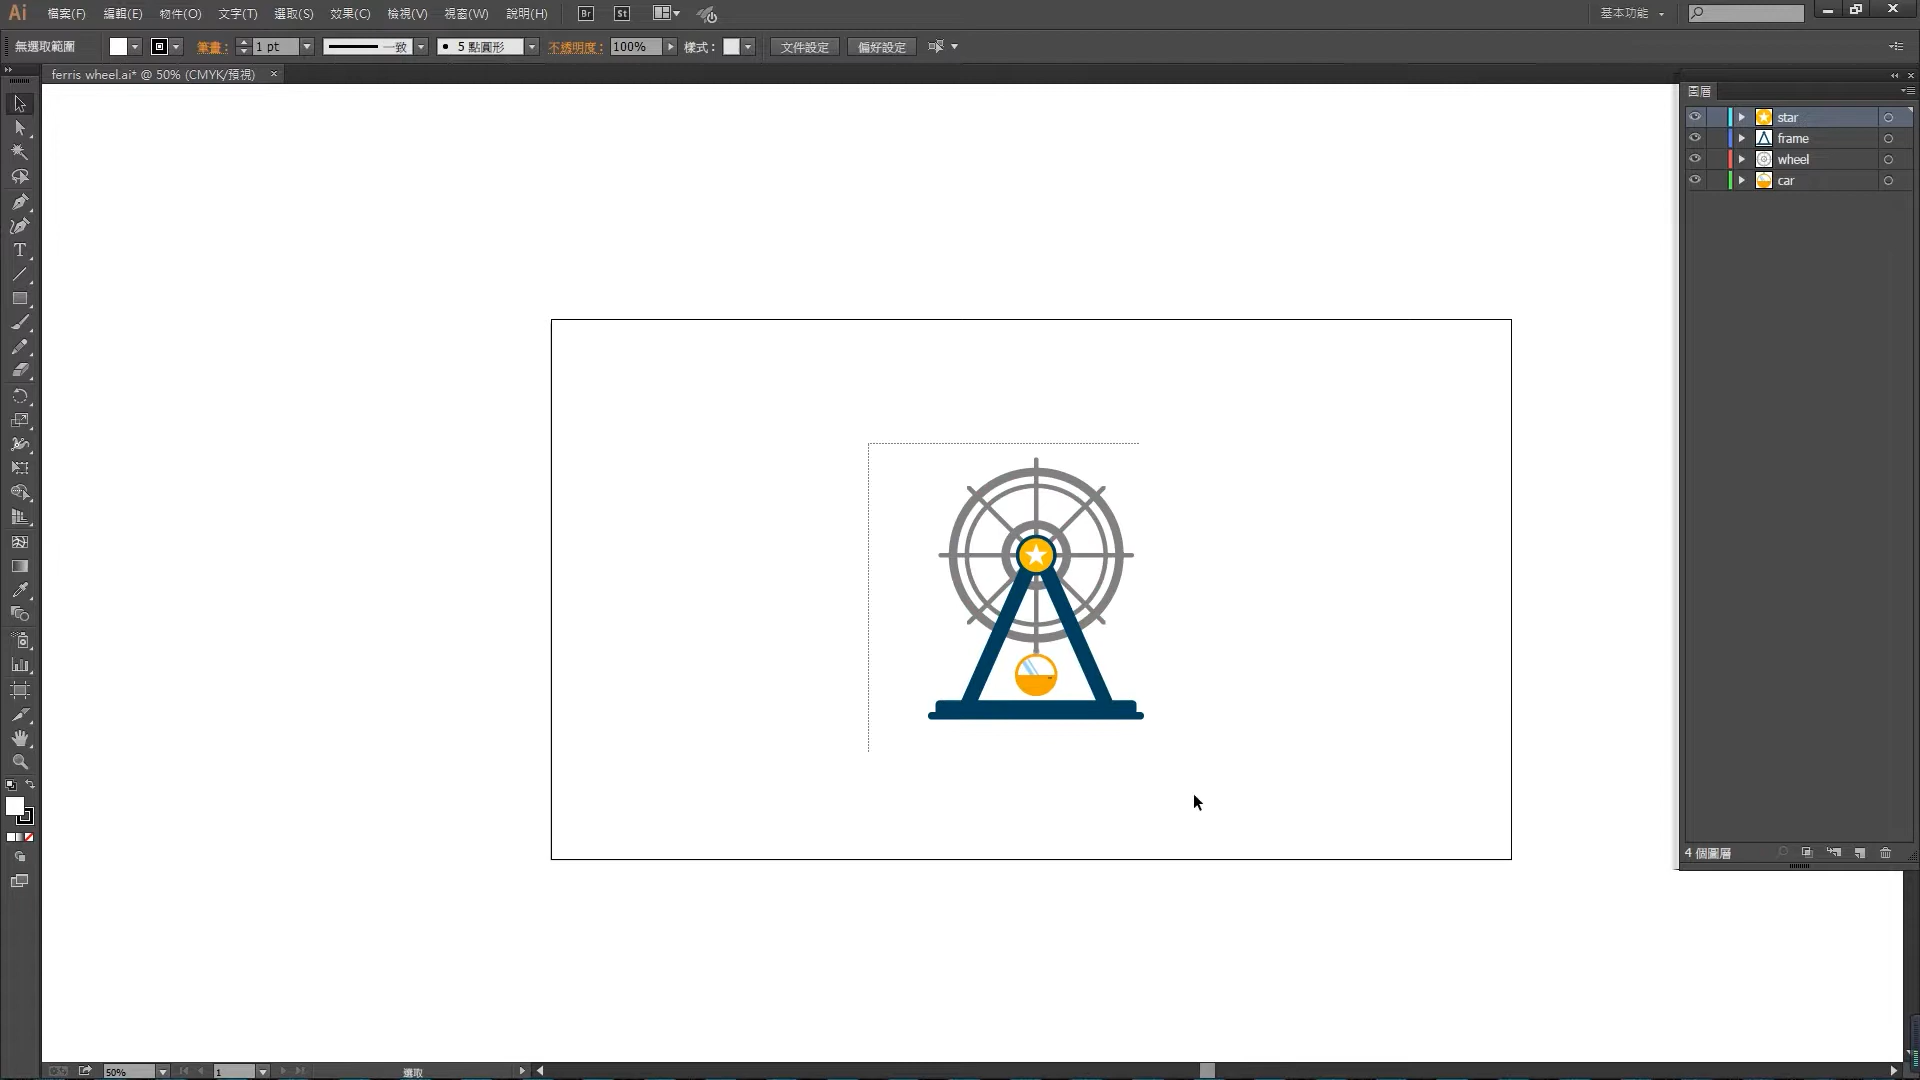 Ai 檔案(F) 編輯(E) 物件(O) 文字(T) 選取(S) 效果(C) 檢視(V) 視窗(W) 說明(H) Br St 基本功能
無選取範圍 筆畫: 1 pt 一致 5 點圓形 不透明度: 100% 樣式: 文件設定 偏好設定
ferris wheel.ai* @ 50% (CMYK/預視)
圖層
star
frame
wheel
car
4 個圖層
50% 1 選取